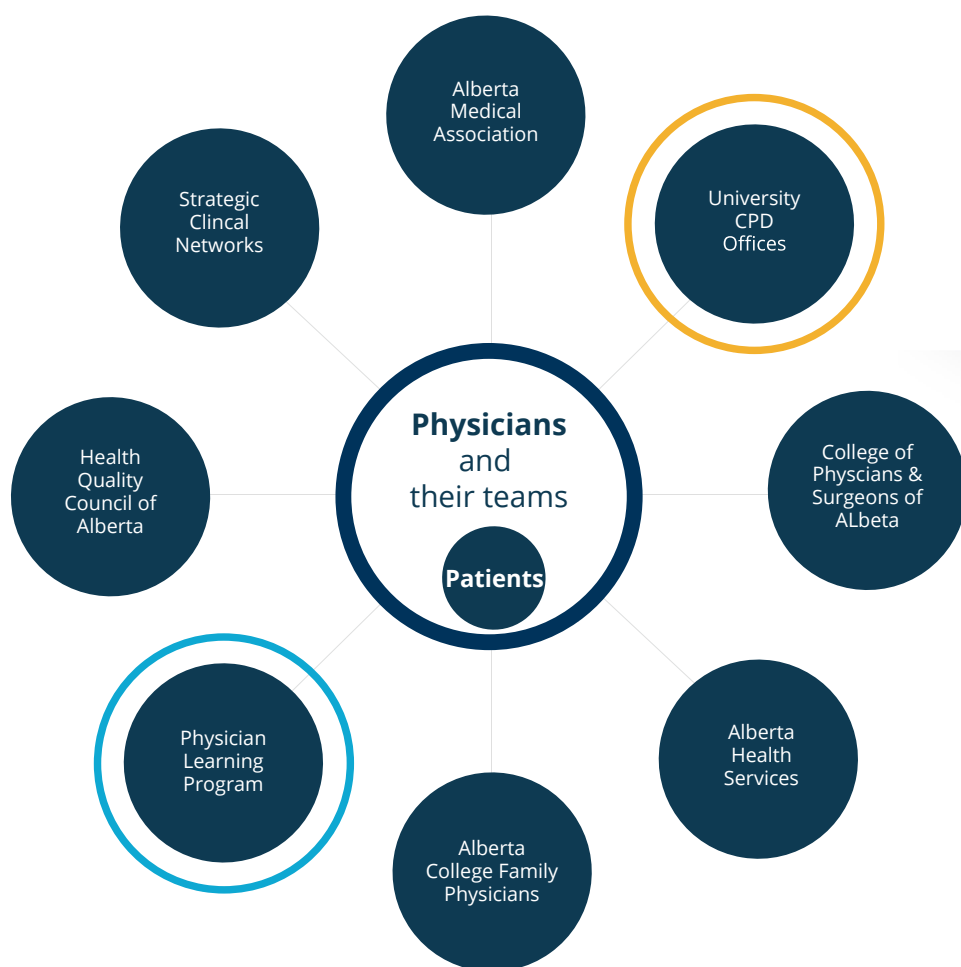 Alberta
Medical
Association
University
CPD
Offices
Strategic
Clincal
Networks
Physicians
and
their teams
Patients
College of
Physcians &
Surgeons of
ALbeta
Health
Quality
Council of
Alberta
Alberta
Health
Services
Physician
Learning
Program
Alberta
College Family
Physicians